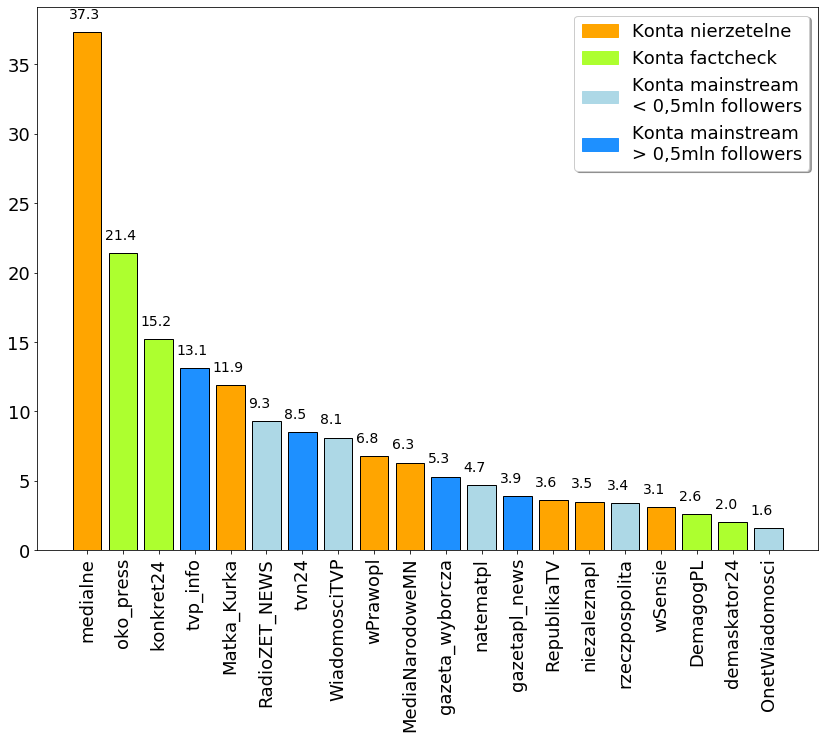 37.3
21.4
15.2
13.1
11.9
9.3
8.5
8.1
6.8
6.3
5.3
4.7
3.9
3.6
3.5
3.4
3.1
2.6
2.0
1.6
Konta nierzetelne
Konta factcheck
Konta mainstream
< 0,5mln followers
Konta mainstream
> 0,5mln followers
35
30
25
20
15
10
5
0
medialne
oko_press
konkret24
tvp_info
Matka_Kurka
RadioZET_NEWS
tvn24
WiadomosciTVP
wPrawopl
MediaNarodoweMN
gazeta_wyborcza
natematpl
gazetapl_news
RepublikaTV
niezaleznapl
rzeczpospolita
wSensie
DemagogPL
demaskator24
OnetWiadomosci